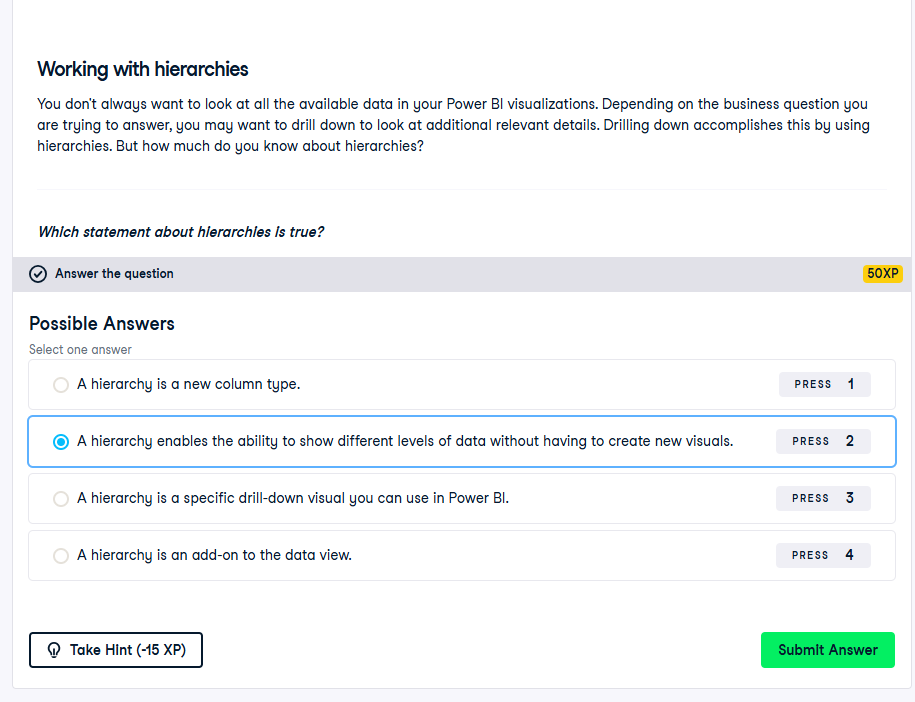 Working with hierarchies
You don't always want to look at all the available data in your Power BI visualizations. Depending on the business question you
are trying to answer, you may want to drill down to look at additional relevant details. Drilling down accomplishes this by using
hierarchies. But how much do you know about hierarchies?
Which statement about hierarchies is true?
Answer the question 50XP
Possible Answers
Select one answer
A hierarchy is a new column type. PRESS 1
A hierarchy enables the ability to show different levels of data without having to create new visuals. PRESS 2
A hierarchy is a specific drill-down visual you can use in Power BI. PRESS 3
A hierarchy is an add-on to the data view. PRESS 4
Take Hint (-15 XP) Submit Answer